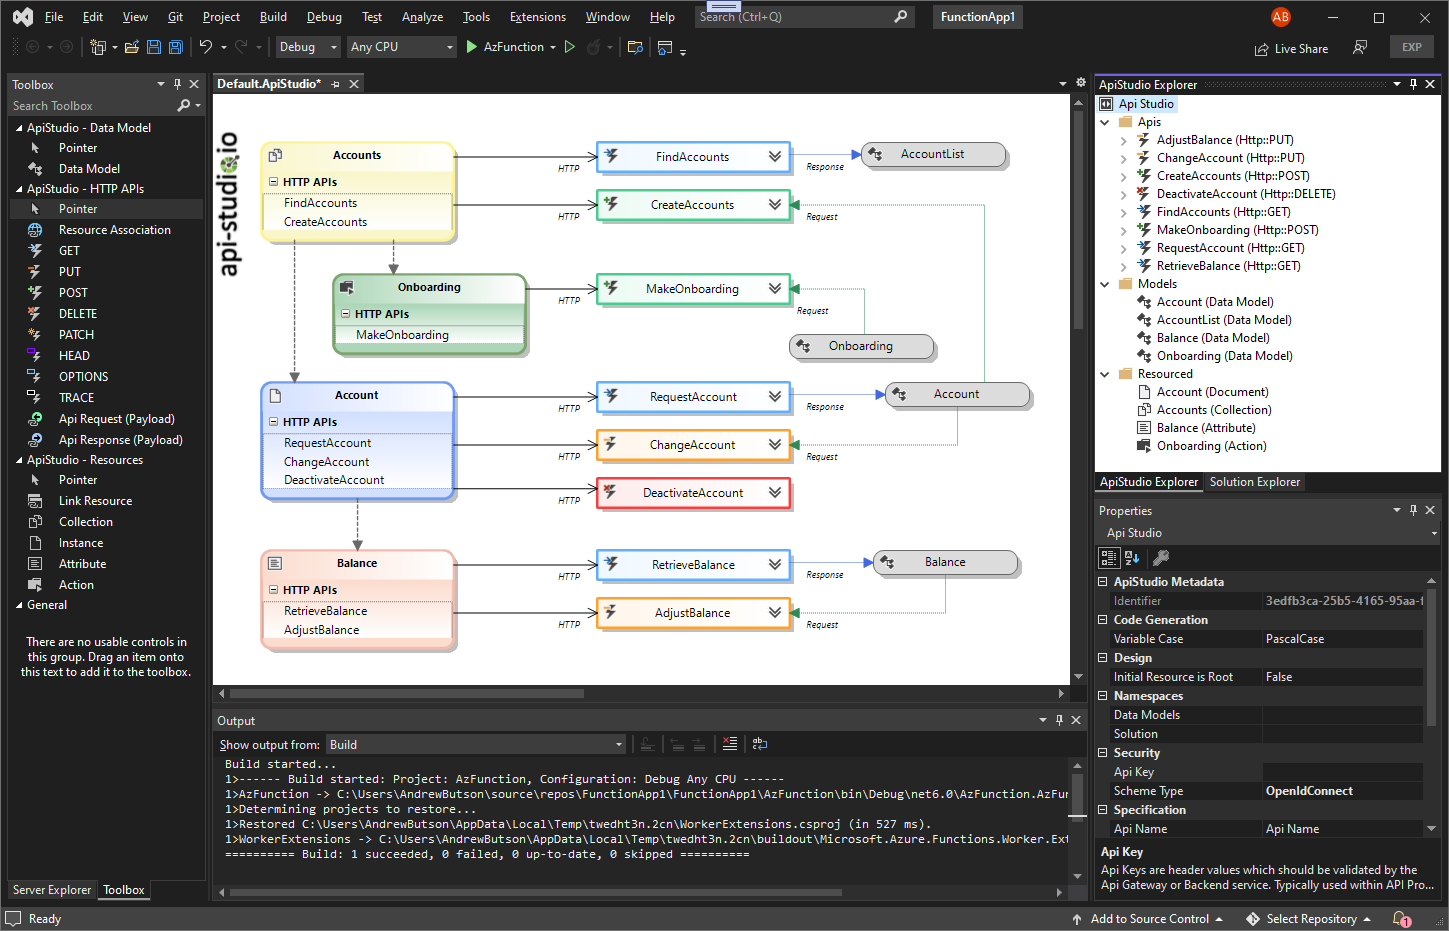 File Edit View Git Project Build Debug Test Analyze Tools Extensions Window Help Search (Ctrl+Q) FunctionApp1 AB
Debug Any CPU AzFunction Live Share EXP
Toolbox
Search Toolbox
ApiStudio - Data Model
Pointer
Data Model
ApiStudio - HTTP APIs
Pointer
Resource Association
GET
PUT
POST
DELETE
PATCH
HEAD
OPTIONS
TRACE
Api Request (Payload)
Api Response (Payload)
ApiStudio - Resources
Pointer
Link Resource
Collection
Instance
Attribute
Action
General
There are no usable controls in
this group. Drag an item onto
this text to add it to the toolbox.
Server Explorer Toolbox
Default.ApiStudio*
api-studio.io
Accounts
HTTP APIs
FindAccounts
CreateAccounts
HTTP
FindAccounts
Response
AccountList
HTTP
CreateAccounts
Request
Onboarding
HTTP APIs
MakeOnboarding
HTTP
MakeOnboarding
Request
Onboarding
Account
HTTP APIs
RequestAccount
ChangeAccount
DeactivateAccount
HTTP
RequestAccount
Response
Account
HTTP
ChangeAccount
Request
HTTP
DeactivateAccount
Balance
HTTP APIs
RetrieveBalance
AdjustBalance
HTTP
RetrieveBalance
Response
Balance
HTTP
AdjustBalance
Request
Output
Show output from: Build
Build started...
1>------ Build started: Project: AzFunction, Configuration: Debug Any CPU ------
1>AzFunction -> C:\Users\AndrewButson\source\repos\FunctionApp1\FunctionApp1\AzFunction\bin\Debug\net6.0\AzFunction.AzFu
1>Determining projects to restore...
1>Restored C:\Users\AndrewButson\AppData\Local\Temp\twedht3n.2cn\WorkerExtensions.csproj (in 527 ms).
1>WorkerExtensions -> C:\Users\AndrewButson\AppData\Local\Temp\twedht3n.2cn\buildout\Microsoft.Azure.Functions.Worker.Ext
========== Build: 1 succeeded, 0 failed, 0 up-to-date, 0 skipped ==========
ApiStudio Explorer
Api Studio
Apis
AdjustBalance (Http::PUT)
ChangeAccount (Http::PUT)
CreateAccounts (Http::POST)
DeactivateAccount (Http::DELETE)
FindAccounts (Http::GET)
MakeOnboarding (Http::POST)
RequestAccount (Http::GET)
RetrieveBalance (Http::GET)
Models
Account (Data Model)
AccountList (Data Model)
Balance (Data Model)
Onboarding (Data Model)
Resourced
Account (Document)
Accounts (Collection)
Balance (Attribute)
Onboarding (Action)
ApiStudio Explorer Solution Explorer
Properties
Api Studio
ApiStudio Metadata
Identifier 3edfb3ca-25b5-4165-95aa-f
Code Generation
Variable Case PascalCase
Design
Initial Resource is Root False
Namespaces
Data Models
Solution
Security
Api Key
Scheme Type OpenIdConnect
Specification
Api Name Api Name
Api Key
Api Keys are header values which should be validated by the
Api Gateway or Backend service. Typically used within API Pro...
Ready Add to Source Control Select Repository 1